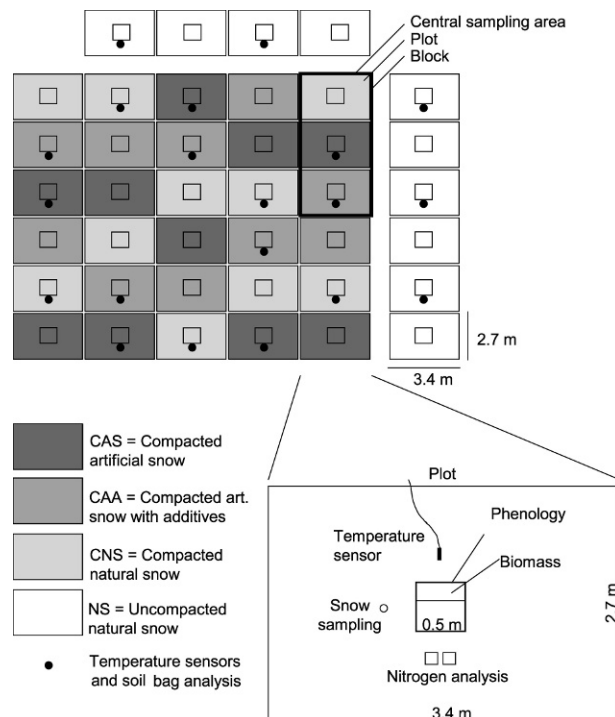 Central sampling area
Plot
Block
2.7 m
3.4 m
CAS = Compacted
artificial snow
CAA = Compacted art.
snow with additives
CNS = Compacted
natural snow
NS = Uncompacted
natural snow
Temperature sensors
and soil bag analysis
Plot
Phenology
Temperature
sensor
Biomass
Snow
sampling
0.5 m
2.7 m
Nitrogen analysis
3.4 m